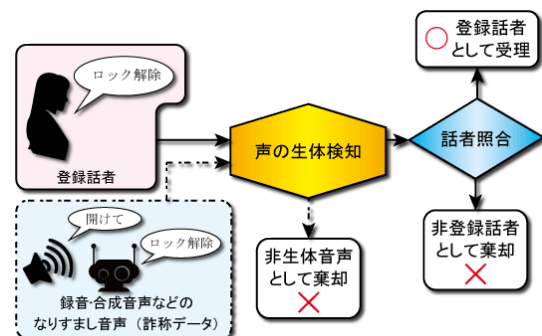 ロック解除
登録話者
開けて
ロック解除
録音・合成音声などの
なりすまし音声（詐称データ）
声の生体検知
非生体音声
として棄却
話者照合
登録話者
として受理
非登録話者
として棄却